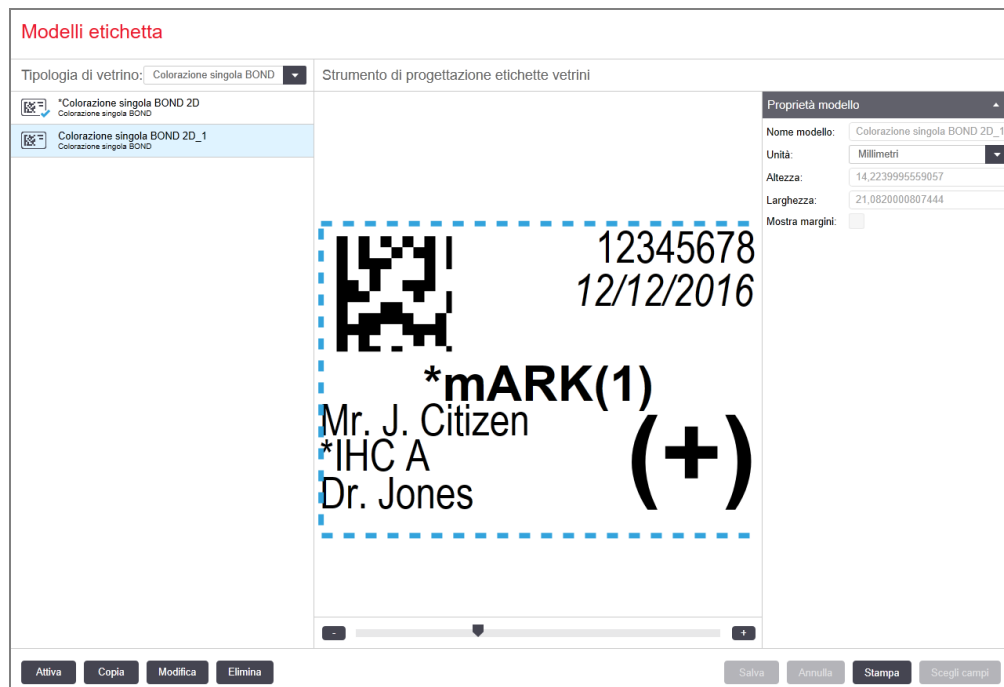 Modelli etichetta
Tipologia di vetrino: Colorazione singola BOND
Strumento di progettazione etichette vetrini
*Colorazione singola BOND 2D
Colorazione singola BOND
Colorazione singola BOND 2D_1
Colorazione singola BOND
12345678
12/12/2016
*mARK(1)
Mr. J. Citizen
*IHC A
Dr. Jones
(+)
Proprietà modello
Nome modello: Colorazione singola BOND 2D_1
Unità: Millimetri
Altezza: 14,2239995559057
Larghezza: 21,0820000807444
Mostra margini:
- +
Attiva Copia Modifica Elimina Salva Annulla Stampa Scegli campi